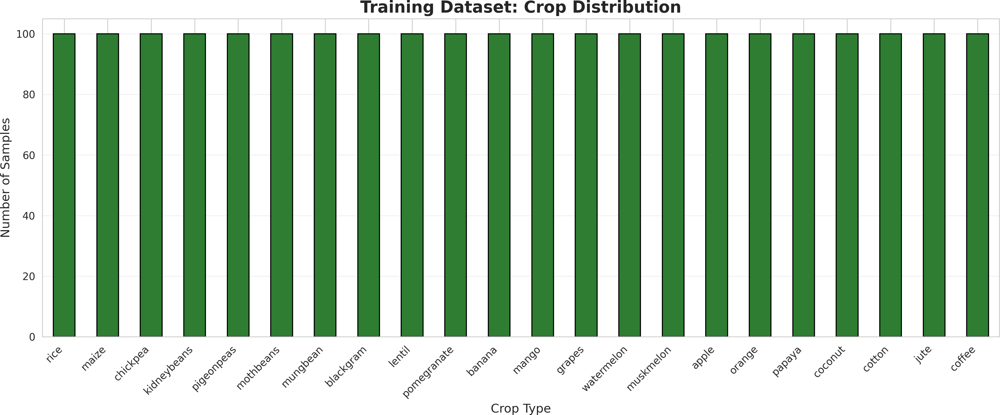 Training Dataset: Crop Distribution
Number of Samples
100
80
60
40
20
0
rice
maize
chickpea
kidneybeans
pigeonpeas
mothbeans
mungbean
blackgram
lentil
pomegranate
banana
mango
grapes
watermelon
muskmelon
apple
orange
papaya
coconut
cotton
jute
coffee
Crop Type